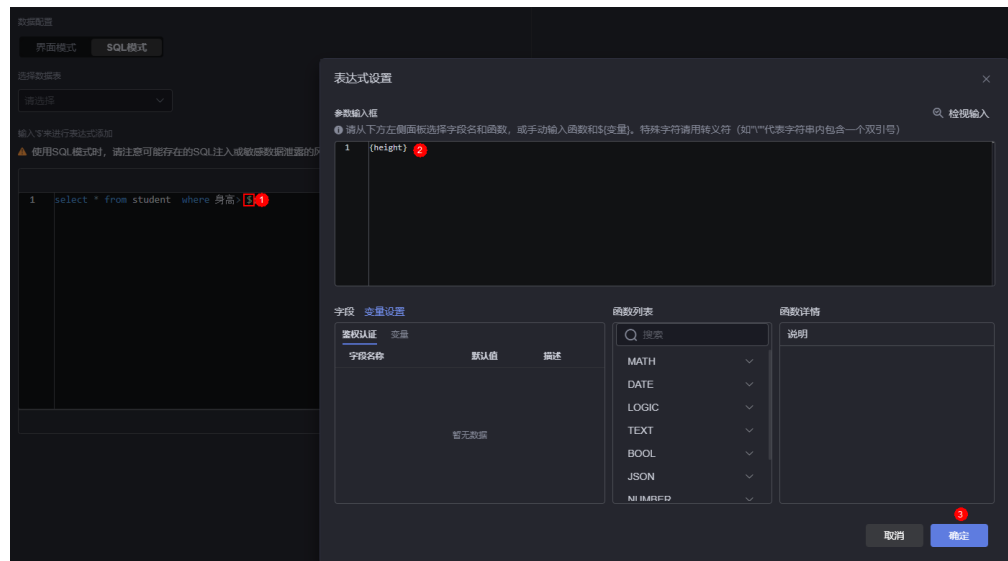 数据配置
界面模式 SQL模式
选择数据表
请选择
输入'$'来进行表达式添加
使用SQL模式时，请注意可能存在的SQL注入或敏感数据泄露的
1 select * from student where 身高> $ 1
表达式设置
参数输入框
检视输入
请从下方左侧面板选择字段名和函数，或手动输入函数和${变量}。特殊字符请用转义符（如"\""代表字符串内包含一个双引号）
1 {height} 2
字段 变量设置
鉴权认证 变量
字段名称 默认值 描述
暂无数据
函数列表
搜索
MATH
DATE
LOGIC
TEXT
BOOL
JSON
NUMBER
函数详情
说明
3
取消 确定